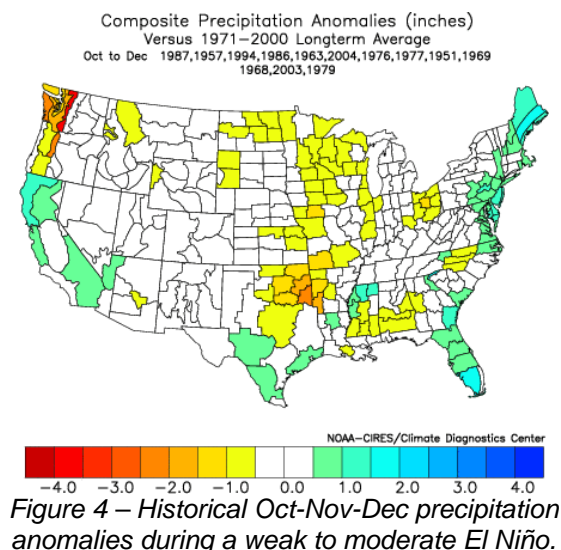 Composite Precipitation Anomalies (inches)
Versus 1971–2000 Longterm Average
Oct to Dec 1987,1957,1994,1986,1963,2004,1976,1977,1951,1969
1968,2003,1979
NOAA–CIRES/Climate Diagnostics Center
−4.0 −3.0 −2.0 −1.0 0.0 1.0 2.0 3.0 4.0
Figure 4 – Historical Oct-Nov-Dec precipitation
anomalies during a weak to moderate El Niño.